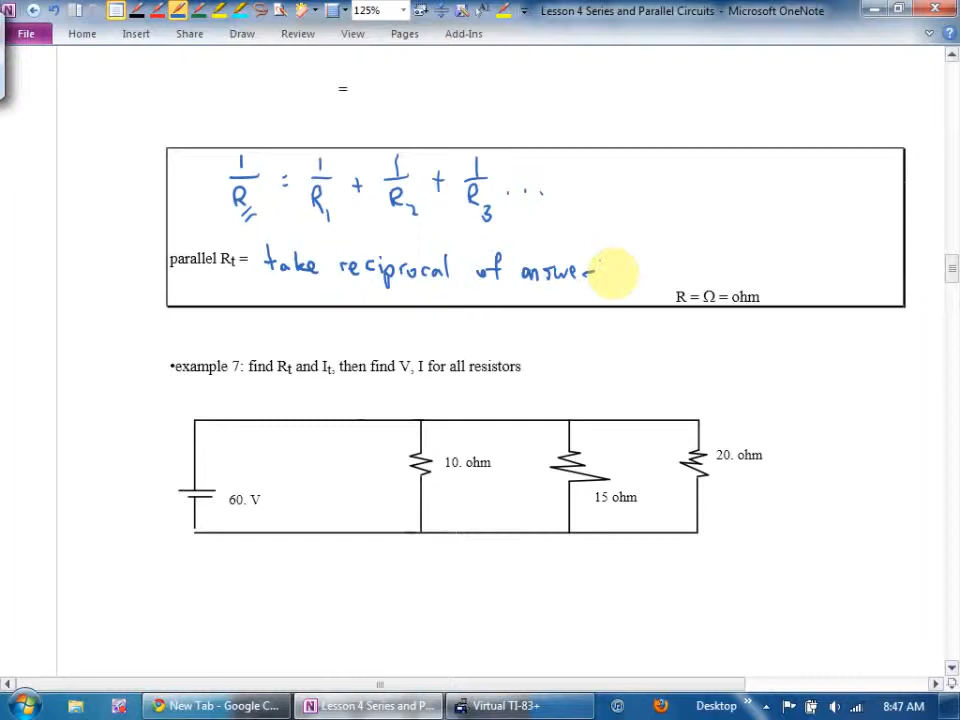 125%
Lesson 4 Series and Parallel Circuits - Microsoft OneNote
File Home Insert Share Draw Review View Pages Add-Ins
=
1/R// = 1/R1 + 1/R2 + 1/R3 ...
parallel Rt = take reciprocal of answer
R = Ω = ohm
•example 7: find Rt and It, then find V, I for all resistors
10. ohm
20. ohm
60. V
15 ohm
New Tab - Google C...
Lesson 4 Series and P...
Virtual TI-83+
Desktop
8:47 AM